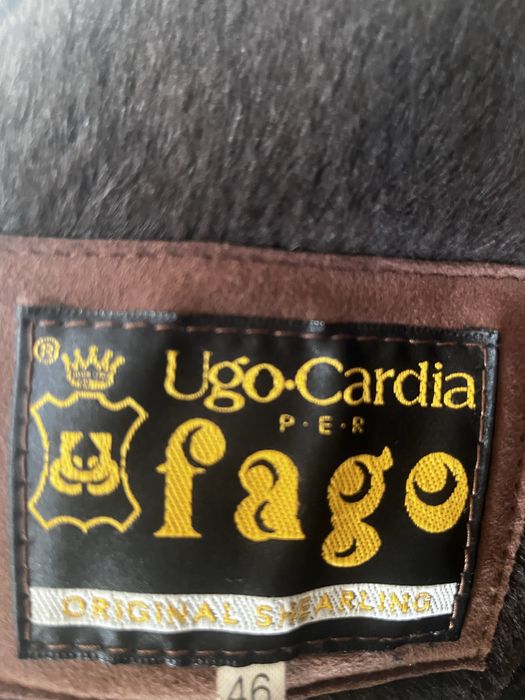 ®
Ugo·Cardia
P·E·R
fago
ORIGINAL SHEARLING
46